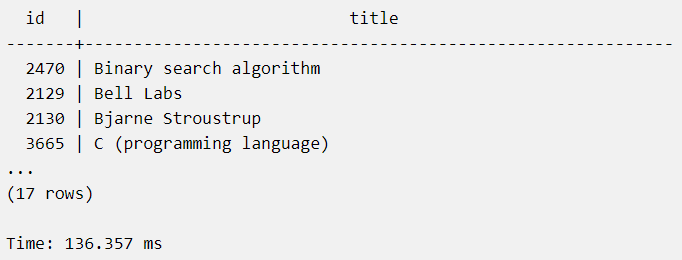 id   |                           title
-------+------------------------------------------------------------
  2470 | Binary search algorithm
  2129 | Bell Labs
  2130 | Bjarne Stroustrup
  3665 | C (programming language)
...
(17 rows)
Time: 136.357 ms